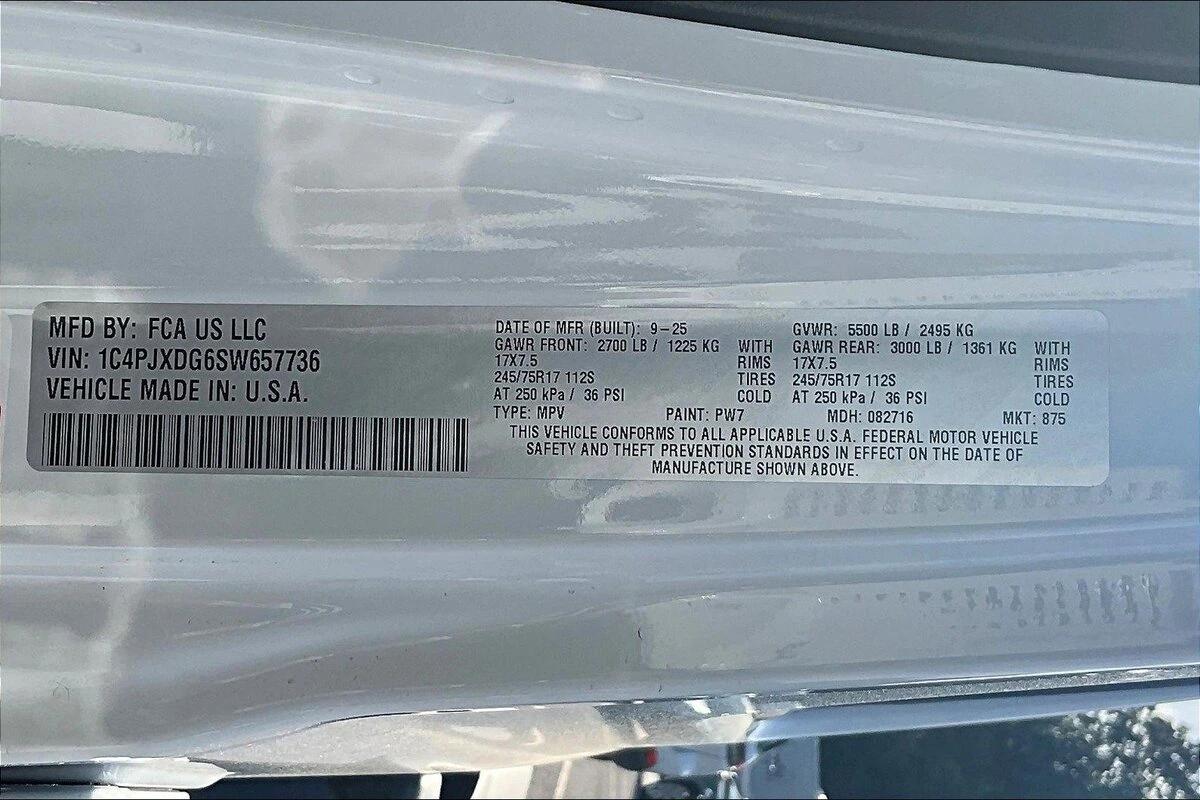 MFD BY: FCA US LLC
VIN: 1C4PJXDG6SW657736
VEHICLE MADE IN: U.S.A.
DATE OF MFR (BUILT): 9-25 GVWR: 5500 LB / 2495 KG
GAWR FRONT: 2700 LB / 1225 KG WITH GAWR REAR: 3000 LB / 1361 KG WITH
17X7.5 RIMS 17X7.5 RIMS
245/75R17 112S TIRES 245/75R17 112S TIRES
AT 250 kPa / 36 PSI COLD AT 250 kPa / 36 PSI COLD
TYPE: MPV PAINT: PW7 MDH: 082716 MKT: 875
THIS VEHICLE CONFORMS TO ALL APPLICABLE U.S.A. FEDERAL MOTOR VEHICLE
SAFETY AND THEFT PREVENTION STANDARDS IN EFFECT ON THE DATE OF
MANUFACTURE SHOWN ABOVE.